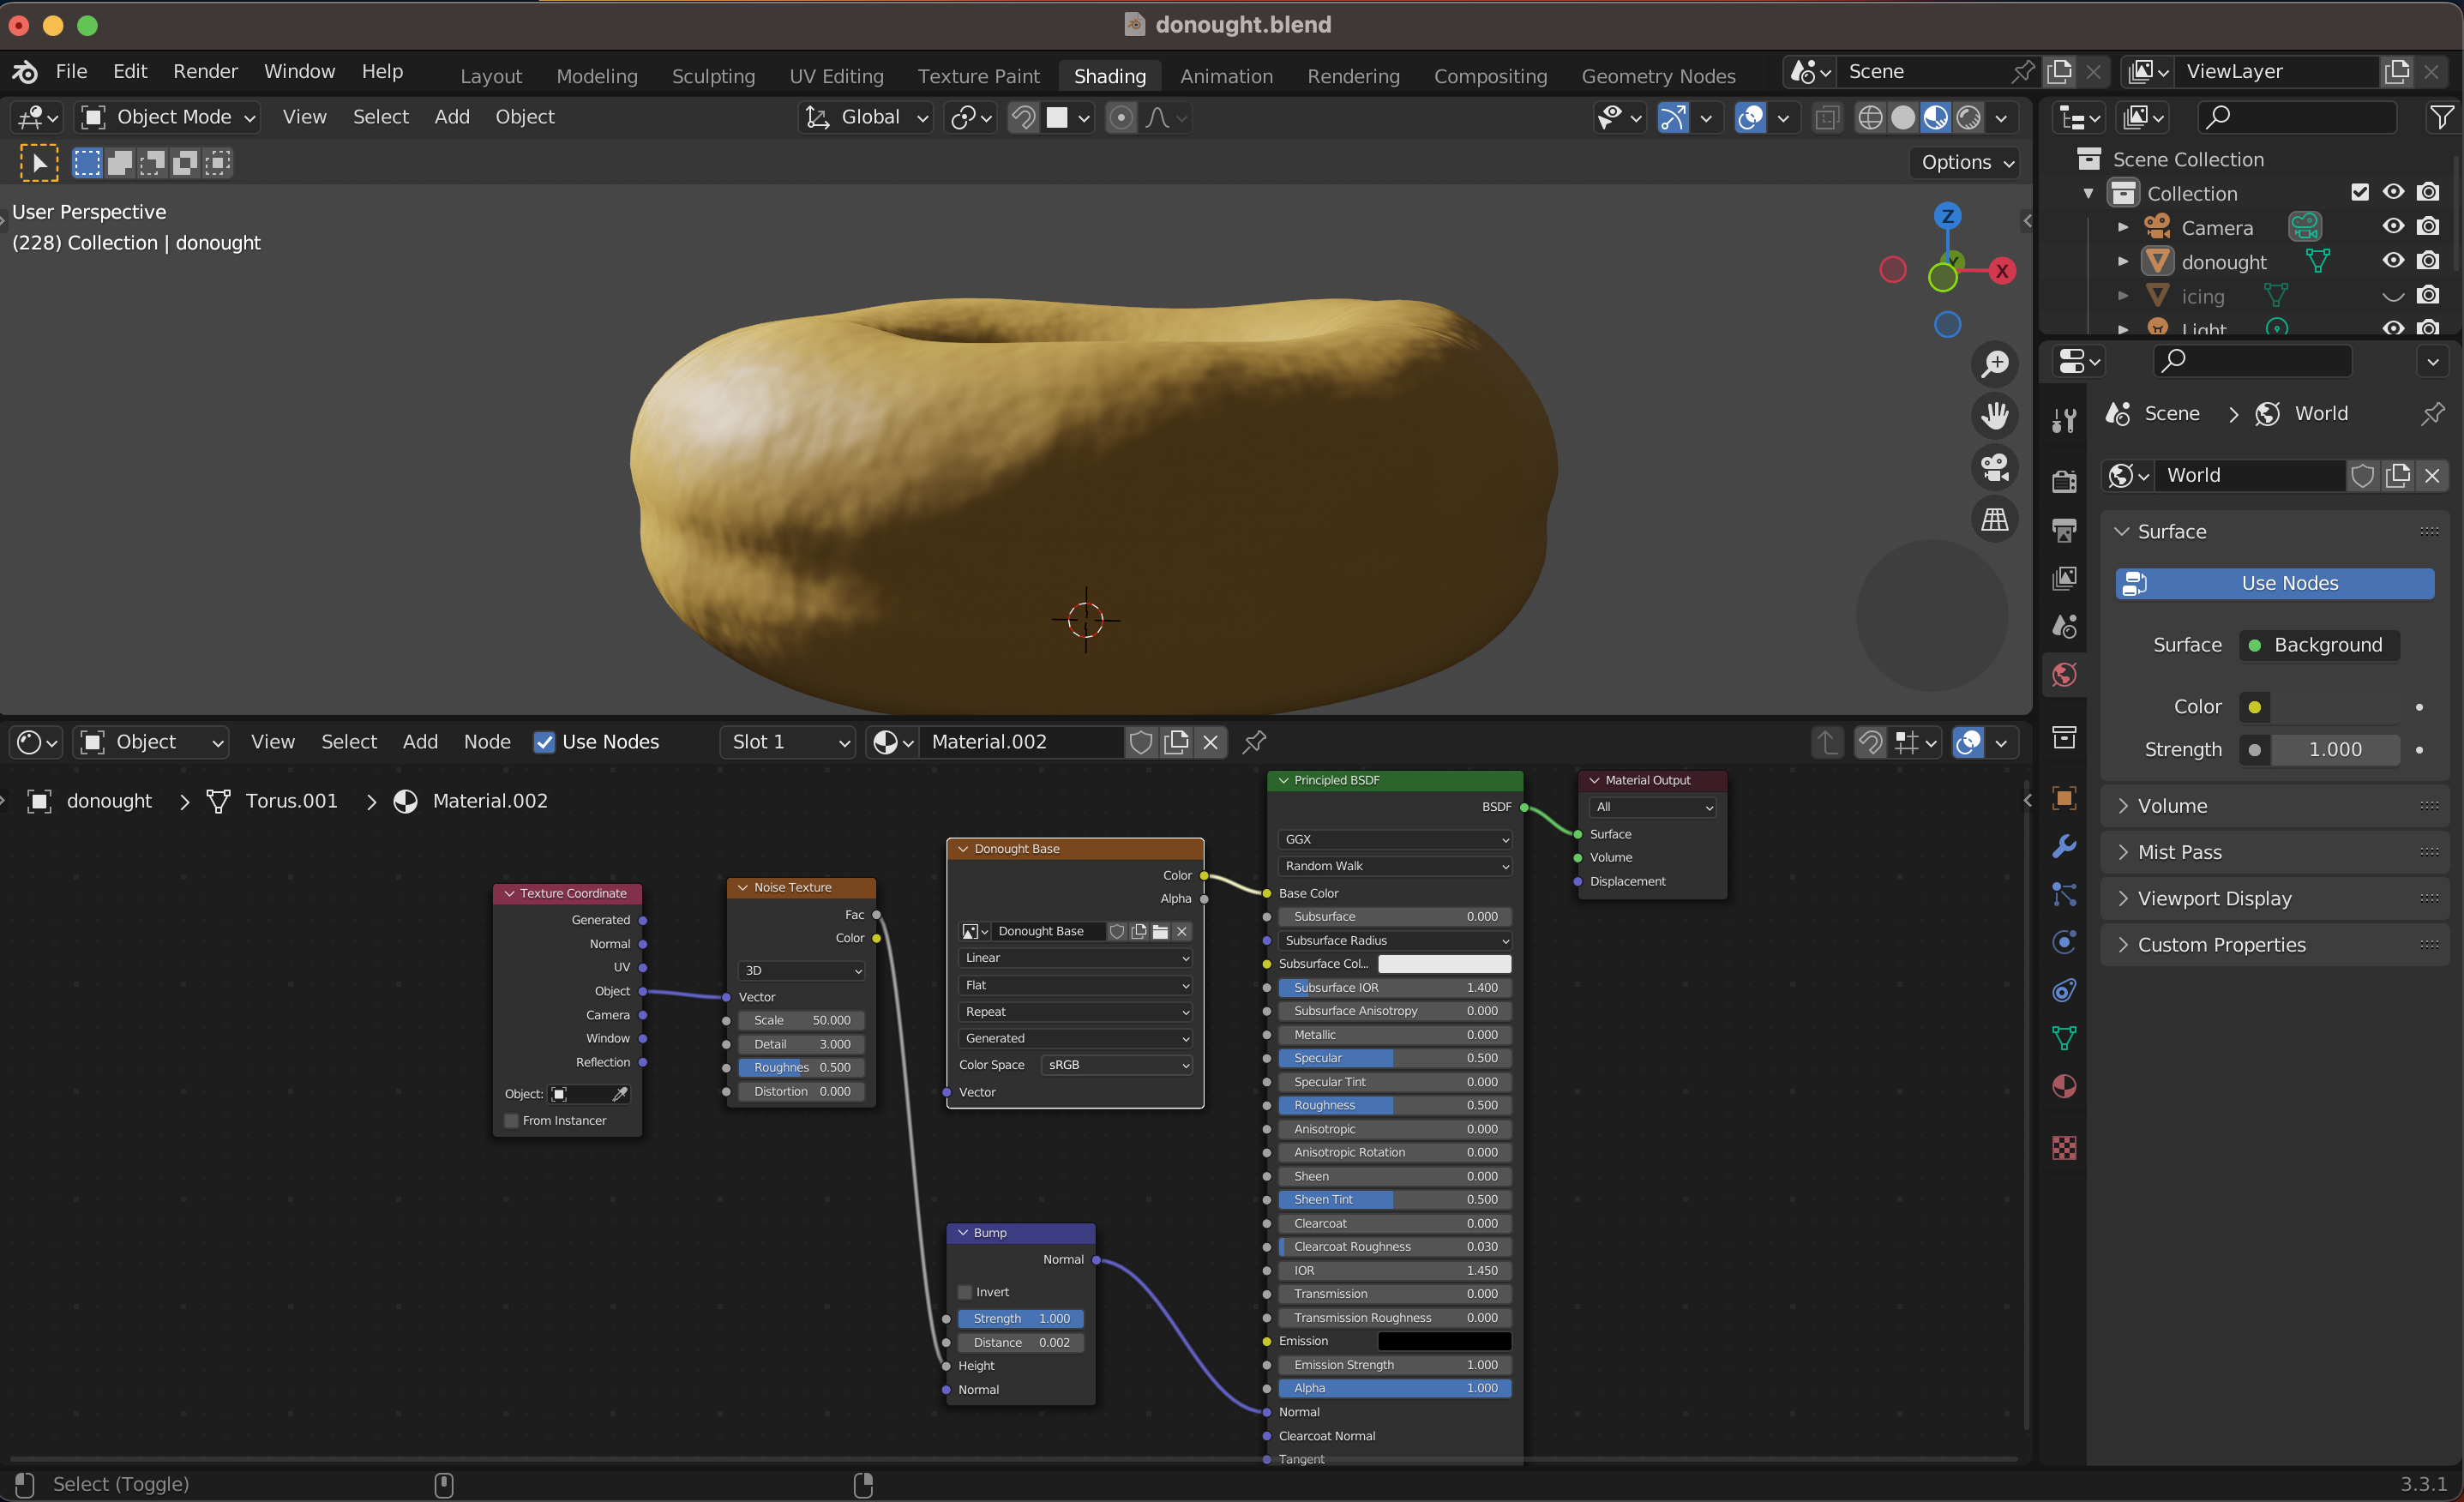 donought.blend
File Edit Render Window Help Layout Modeling Sculpting UV Editing Texture Paint Shading Animation Rendering Compositing Geometry Nodes Scene ViewLayer
Object Mode View Select Add Object Global
Options
User Perspective
(228) Collection | donought
Z
Y
X
Scene Collection
Collection
Camera
donought
icing
Light
Scene > World
World
Surface
Use Nodes
Surface Background
Color
Strength 1.000
Volume
Mist Pass
Viewport Display
Custom Properties
Object View Select Add Node Use Nodes Slot 1 Material.002
donought > Torus.001 > Material.002
Texture Coordinate
Generated
Normal
UV
Object
Camera
Window
Reflection
Object:
From Instancer
Noise Texture
Fac
Color
3D
Vector
Scale 50.000
Detail 3.000
Roughnes 0.500
Distortion 0.000
Donought Base
Color
Alpha
Donought Base
Linear
Flat
Repeat
Generated
Color Space sRGB
Vector
Bump
Normal
Invert
Strength 1.000
Distance 0.002
Height
Normal
Principled BSDF
BSDF
GGX
Random Walk
Base Color
Subsurface 0.000
Subsurface Radius
Subsurface Col...
Subsurface IOR 1.400
Subsurface Anisotropy 0.000
Metallic 0.000
Specular 0.500
Specular Tint 0.000
Roughness 0.500
Anisotropic 0.000
Anisotropic Rotation 0.000
Sheen 0.000
Sheen Tint 0.500
Clearcoat 0.000
Clearcoat Roughness 0.030
IOR 1.450
Transmission 0.000
Transmission Roughness 0.000
Emission
Emission Strength 1.000
Alpha 1.000
Normal
Clearcoat Normal
Tangent
Material Output
All
Surface
Volume
Displacement
Select (Toggle)
3.3.1